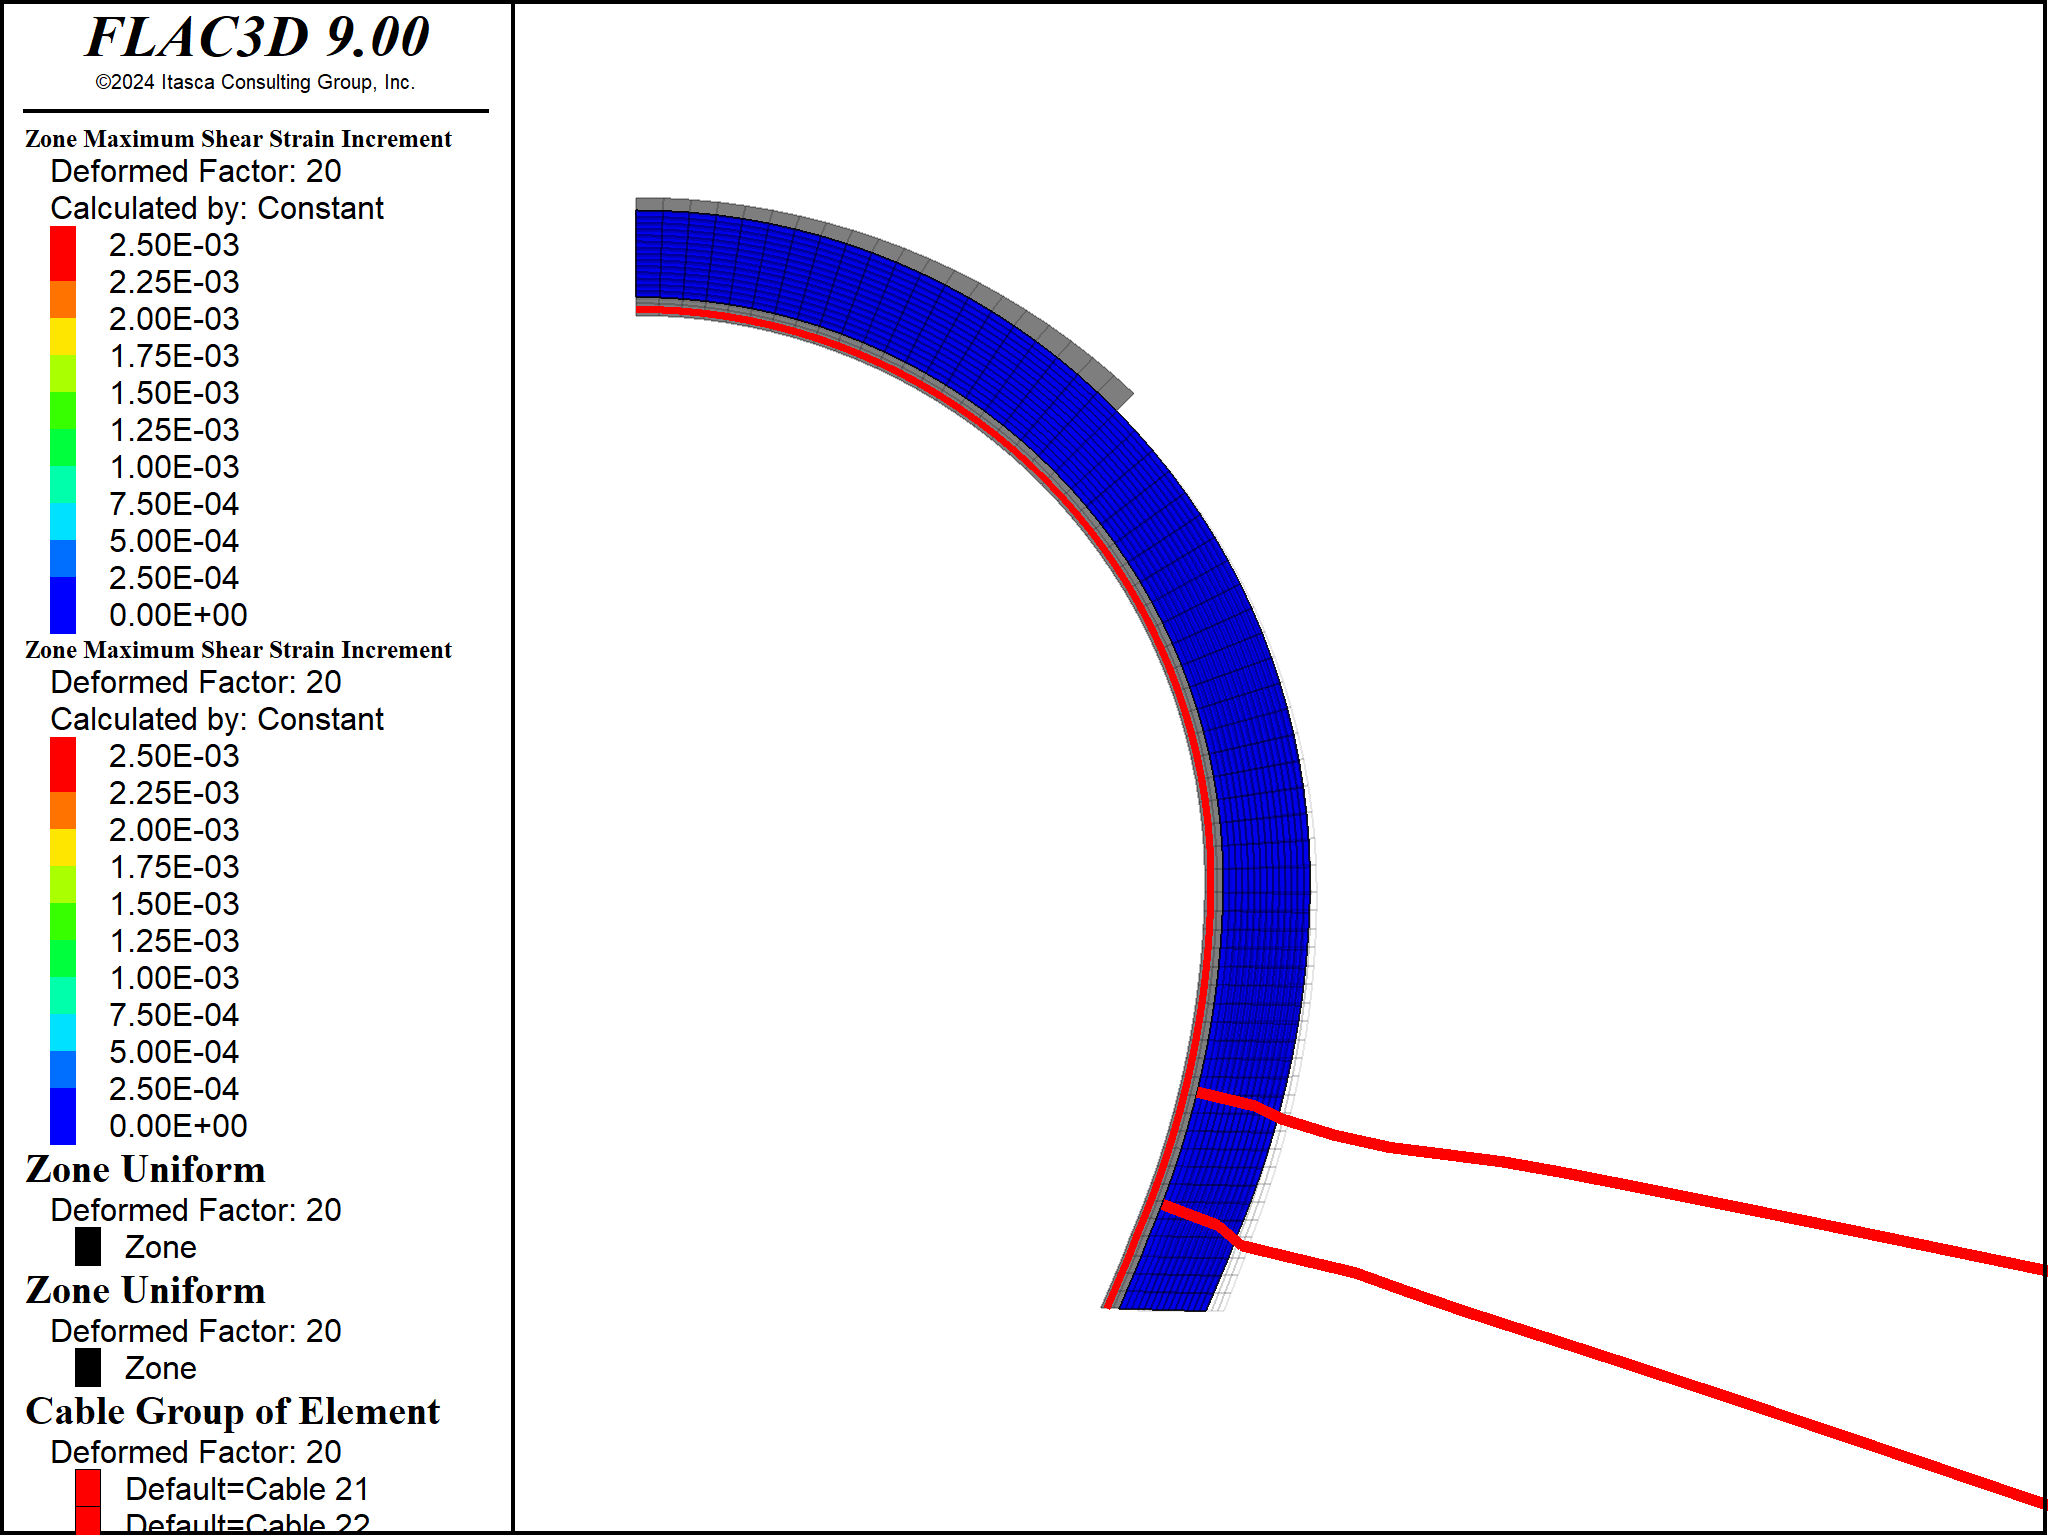 FLAC3D 9.00
©2024 Itasca Consulting Group, Inc.
Zone Maximum Shear Strain Increment
Deformed Factor: 20
Calculated by: Constant
2.50E-03
2.25E-03
2.00E-03
1.75E-03
1.50E-03
1.25E-03
1.00E-03
7.50E-04
5.00E-04
2.50E-04
0.00E+00
Zone Maximum Shear Strain Increment
Deformed Factor: 20
Calculated by: Constant
2.50E-03
2.25E-03
2.00E-03
1.75E-03
1.50E-03
1.25E-03
1.00E-03
7.50E-04
5.00E-04
2.50E-04
0.00E+00
Zone Uniform
Deformed Factor: 20
Zone
Zone Uniform
Deformed Factor: 20
Zone
Cable Group of Element
Deformed Factor: 20
Default=Cable 21
Default=Cable 22